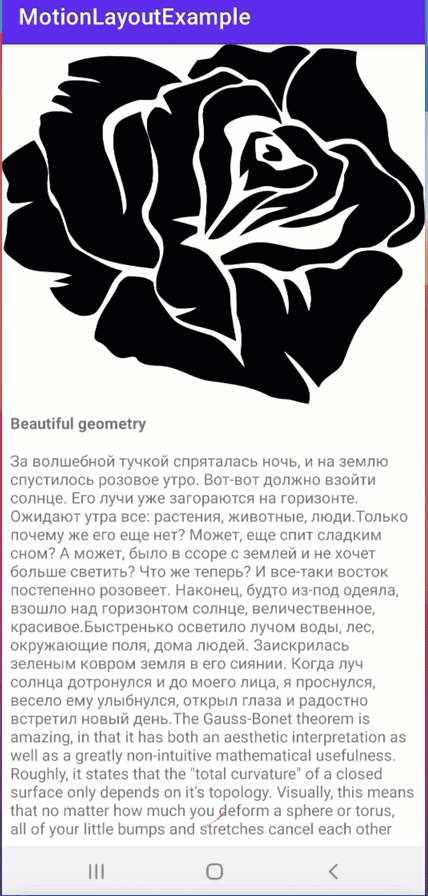 MotionLayoutExample
Beautiful geometry
За волшебной тучкой спряталась ночь, и на землю
спустилось розовое утро. Вот-вот должно взойти
солнце. Его лучи уже загораются на горизонте.
Ожидают утра все: растения, животные, люди.Только
почему же его еще нет? Может, еще спит сладким
сном? А может, было в ссоре с землей и не хочет
больше светить? Что же теперь? И все-таки восток
постепенно розовеет. Наконец, будто из-под одеяла,
взошло над горизонтом солнце, величественное,
красивое.Быстренько осветило лучом воды, лес,
окружающие поля, дома людей. Заискрилась
зеленым ковром земля в его сиянии. Когда луч
солнца дотронулся и до моего лица, я проснулся,
весело ему улыбнулся, открыл глаза и радостно
встретил новый день.The Gauss-Bonet theorem is
amazing, in that it has both an aesthetic interpretation as
well as a greatly non-intuitive mathematical usefulness.
Roughly, it states that the "total curvature" of a closed
surface only depends on it's topology. Visually, this means
that no matter how much you deform a sphere or torus,
all of your little bumps and stretches cancel each other